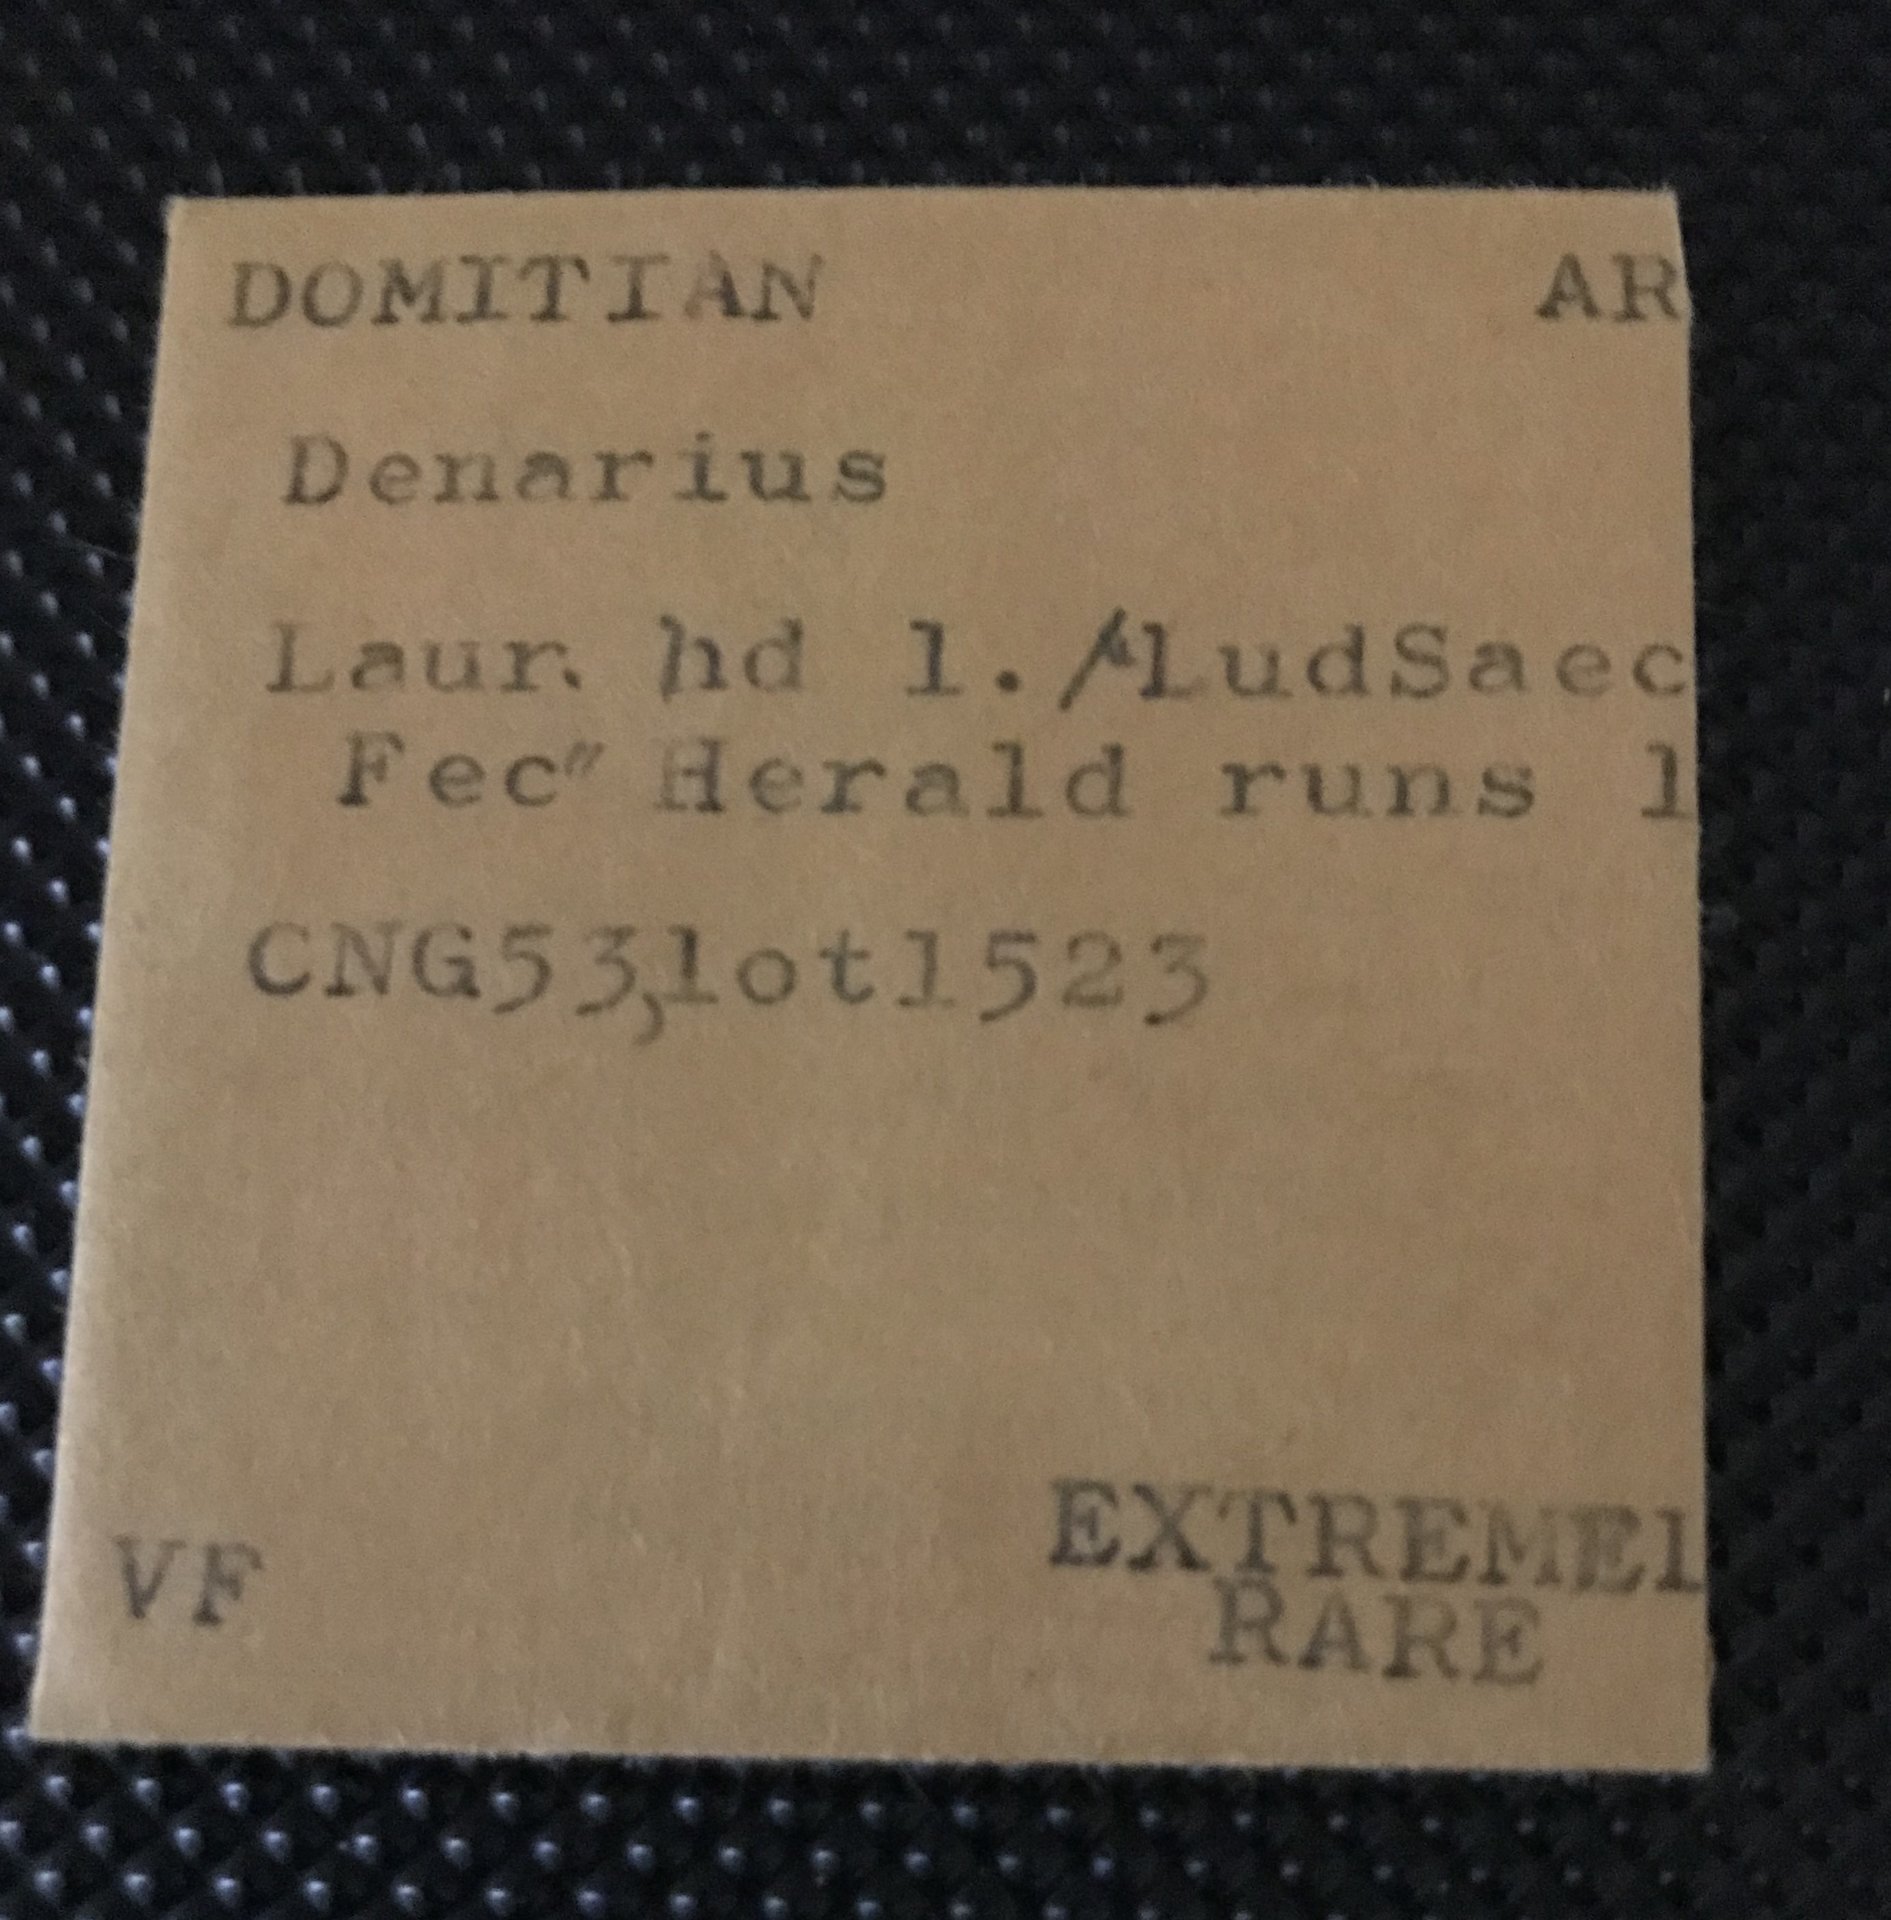 DOMITIAN AR
Denarius
Laur. hd l./"LudSaec
Fec" Herald runs l
CNG53,lot1523
VF EXTREMEl
RARE